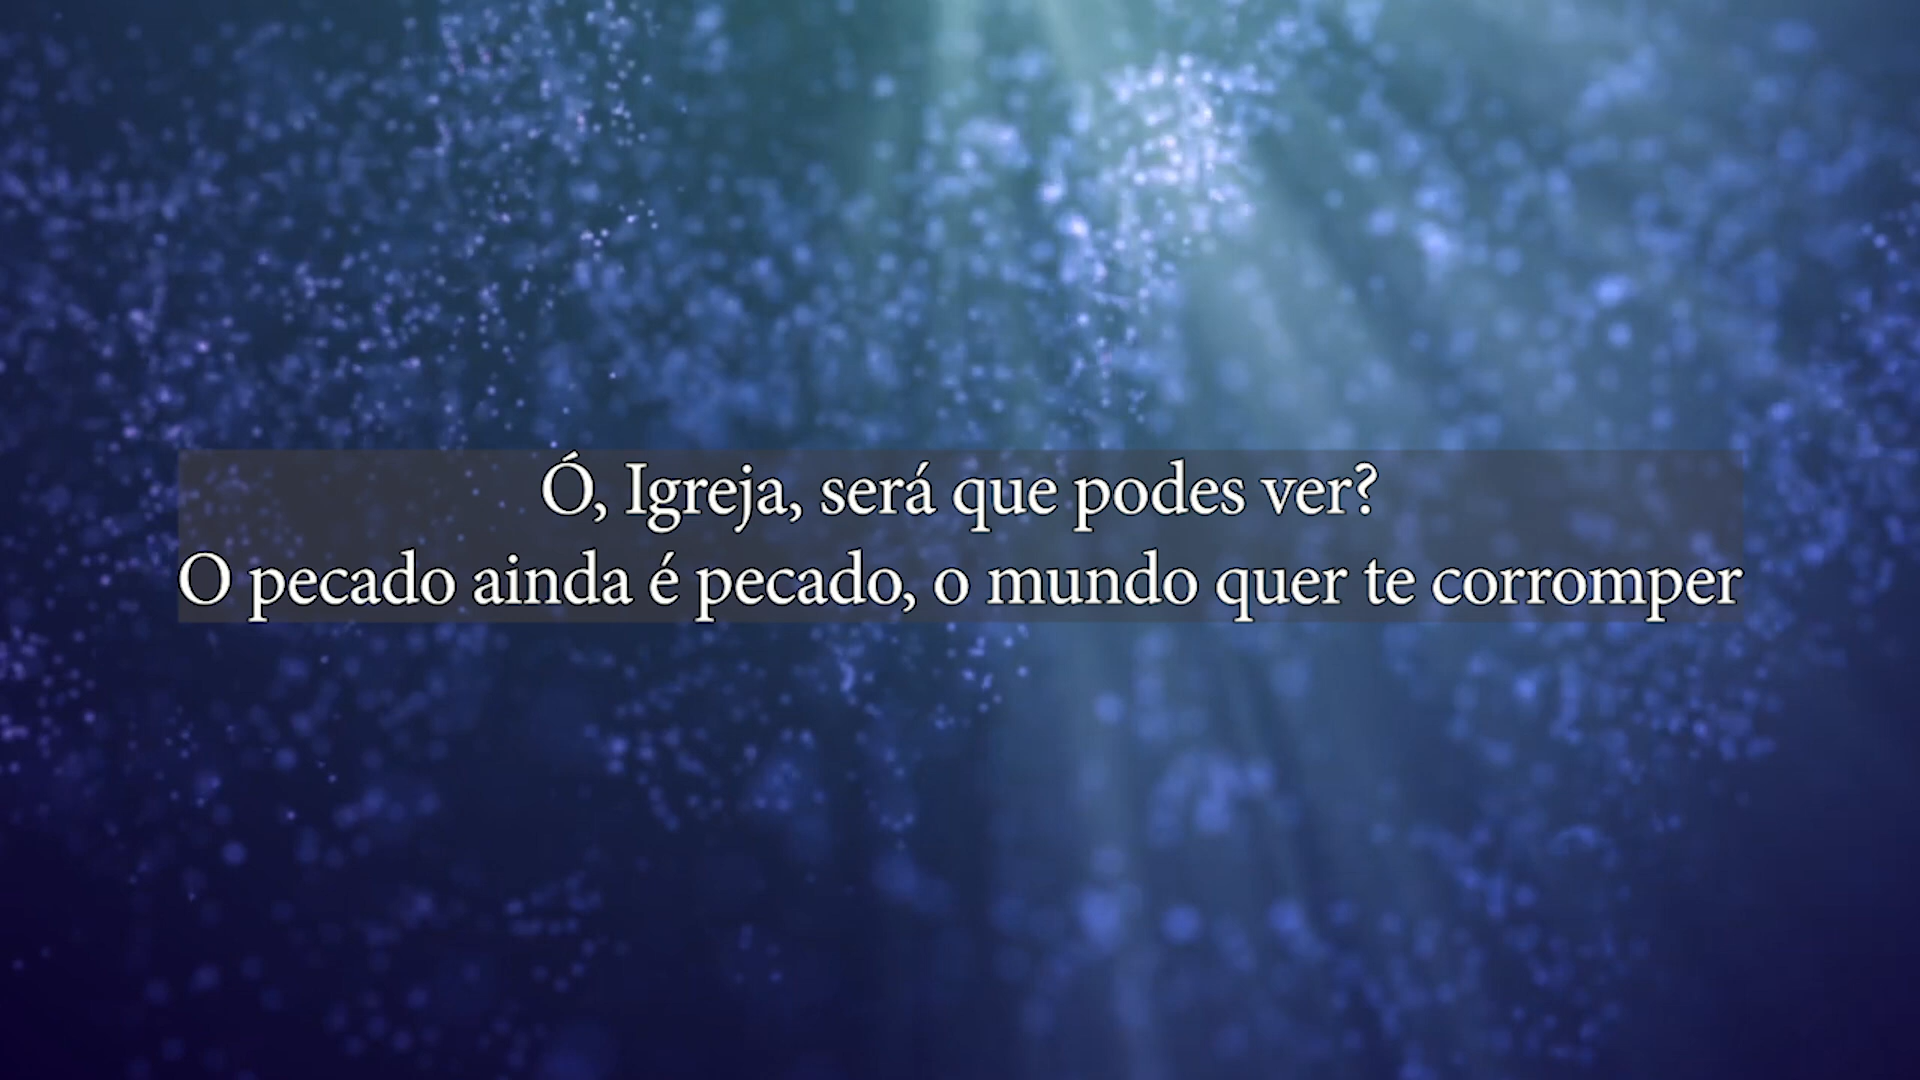 Ó, Igreja, será que podes ver?
O pecado ainda é pecado, o mundo quer te corromper